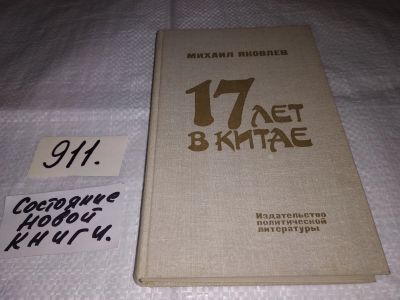 МИХАИЛ ЯКОВЛЕВ
17 ЛЕТ
В КИТАЕ
Издательство
политической
литературы
911.
Состояние
новой
книги.